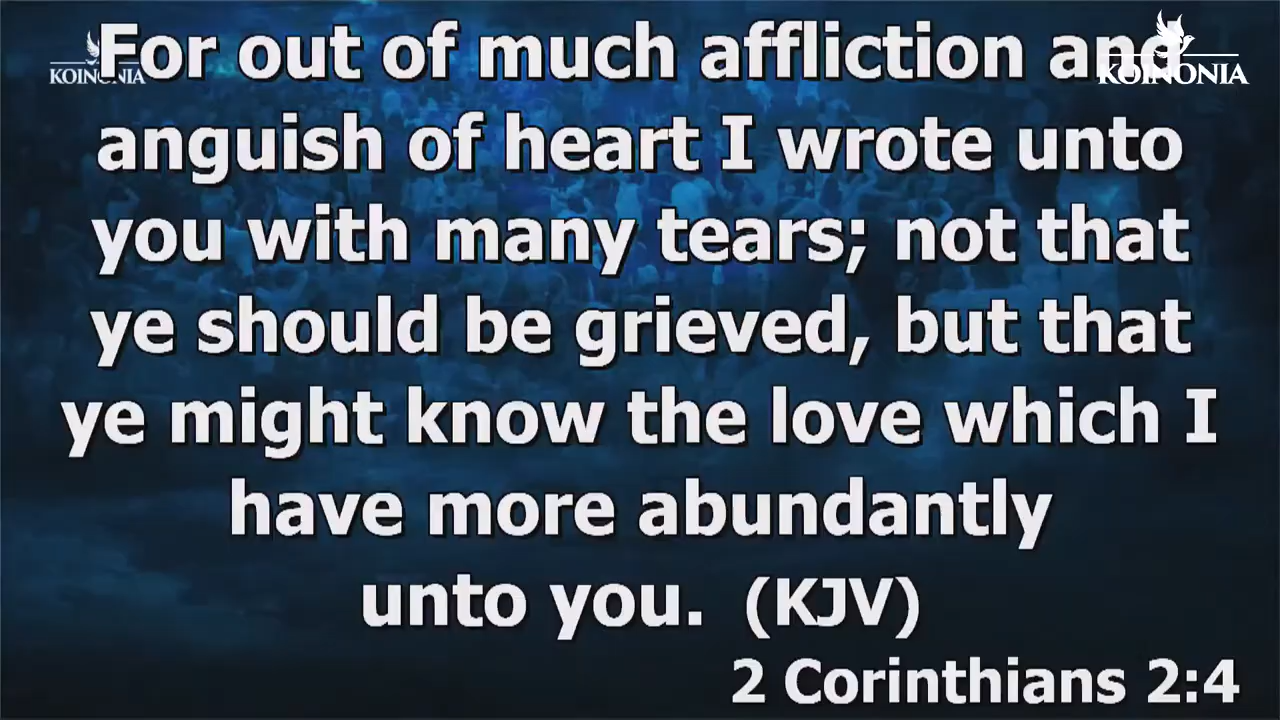 For out of much affliction and
KOINONIA
KOINONIA
anguish of heart I wrote unto
you with many tears; not that
ye should be grieved, but that
ye might know the love which I
have more abundantly
unto you. (KJV)
2 Corinthians 2:4